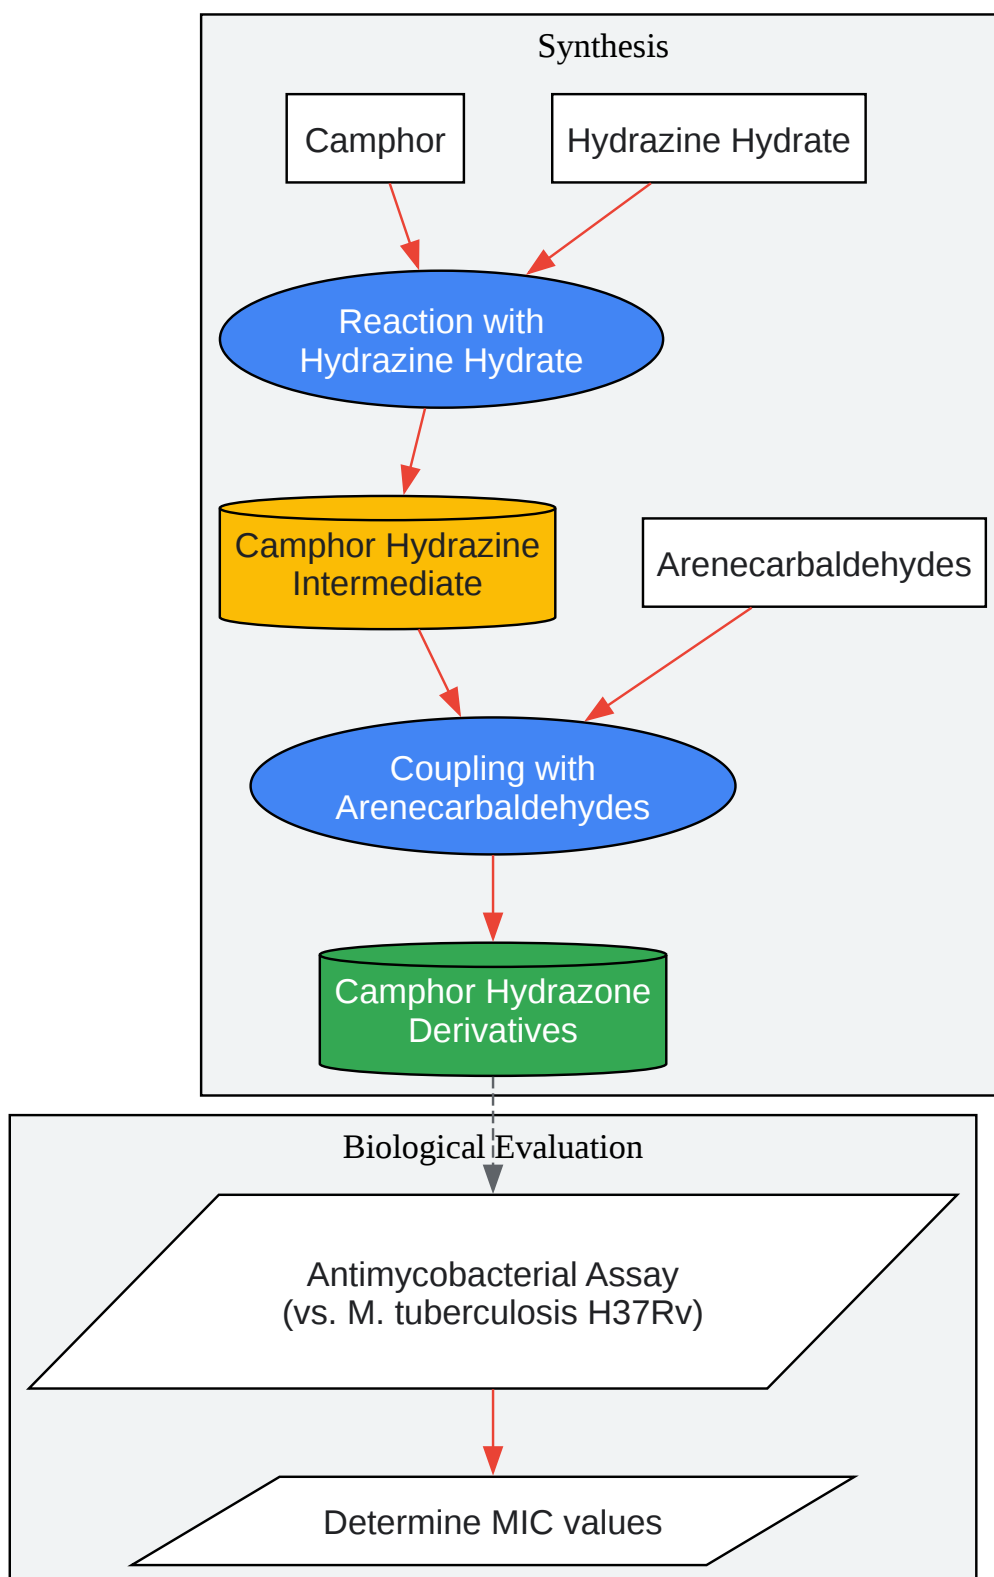 Synthesis
Camphor
Hydrazine Hydrate
Reaction with
Hydrazine Hydrate
Camphor Hydrazine
Intermediate
Arenecarbaldehydes
Coupling with
Arenecarbaldehydes
Camphor Hydrazone
Derivatives
Biological Evaluation
Antimycobacterial Assay
(vs. M. tuberculosis H37Rv)
Determine MIC values